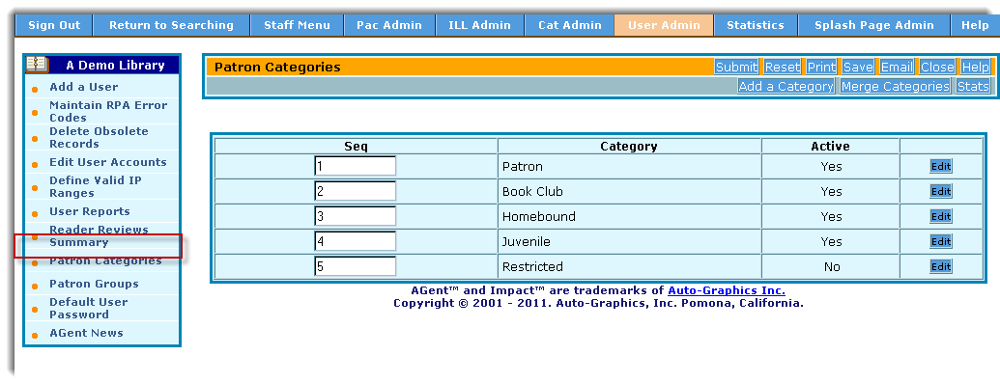 Sign Out Return to Searching Staff Menu Pac Admin ILL Admin Cat Admin User Admin Statistics Splash Page Admin Help
A Demo Library
Add a User
Maintain RPA Error
Codes
Delete Obsolete
Records
Edit User Accounts
Define Valid IP
Ranges
User Reports
Reader Reviews
Summary
Patron Categories
Patron Groups
Default User
Password
AGent News
Patron Categories Submit Reset Print Save Email Close Help
Add a Category Merge Categories Stats
Seq Category Active
1 Patron Yes Edit
2 Book Club Yes Edit
3 Homebound Yes Edit
4 Juvenile Yes Edit
5 Restricted No Edit
AGent™ and Impact™ are trademarks of Auto-Graphics Inc.
Copyright © 2001 - 2011. Auto-Graphics, Inc. Pomona, California.